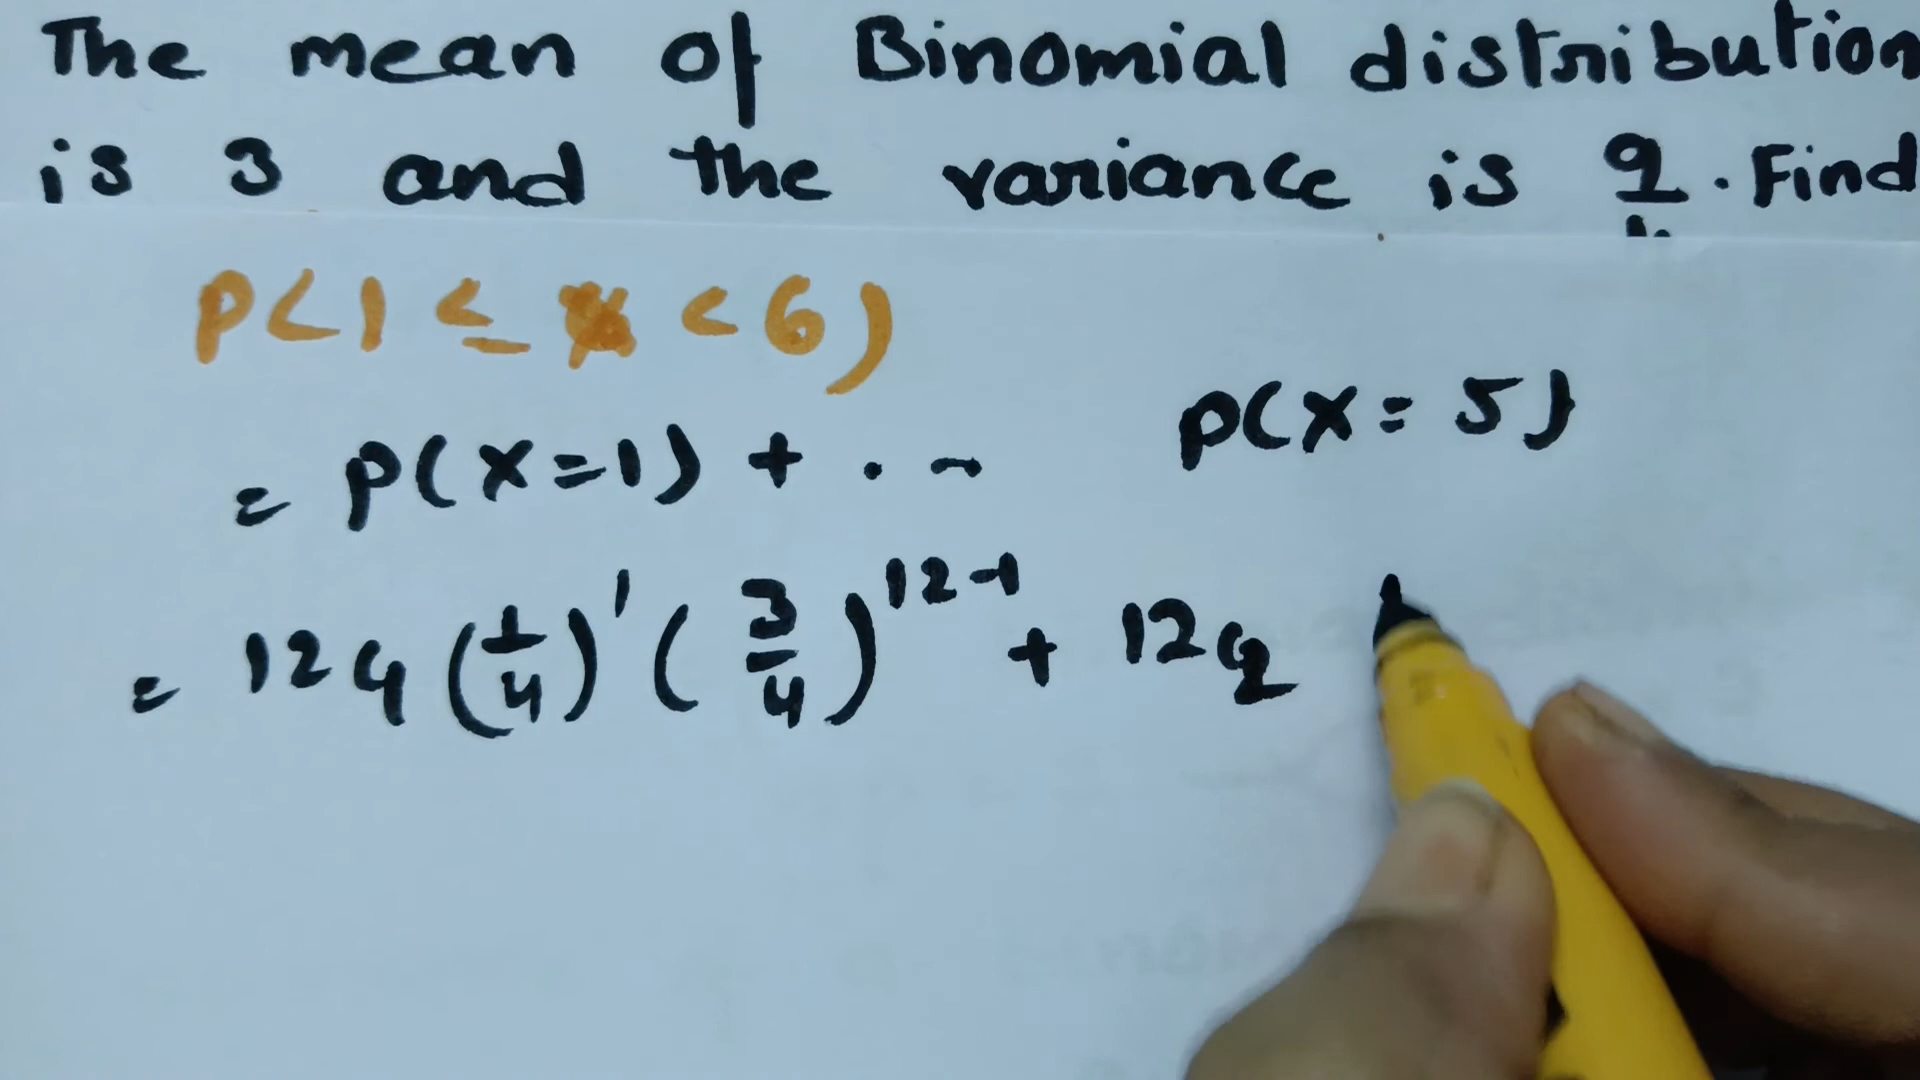 The mean of Binomial distribution
is 3 and the variance is 9/4. Find
P(1 ≤ x < 6)
= P(X=1) + . . P(X=5)
= 12C1 (1/4)^1 (3/4)^12-1 + 12C2